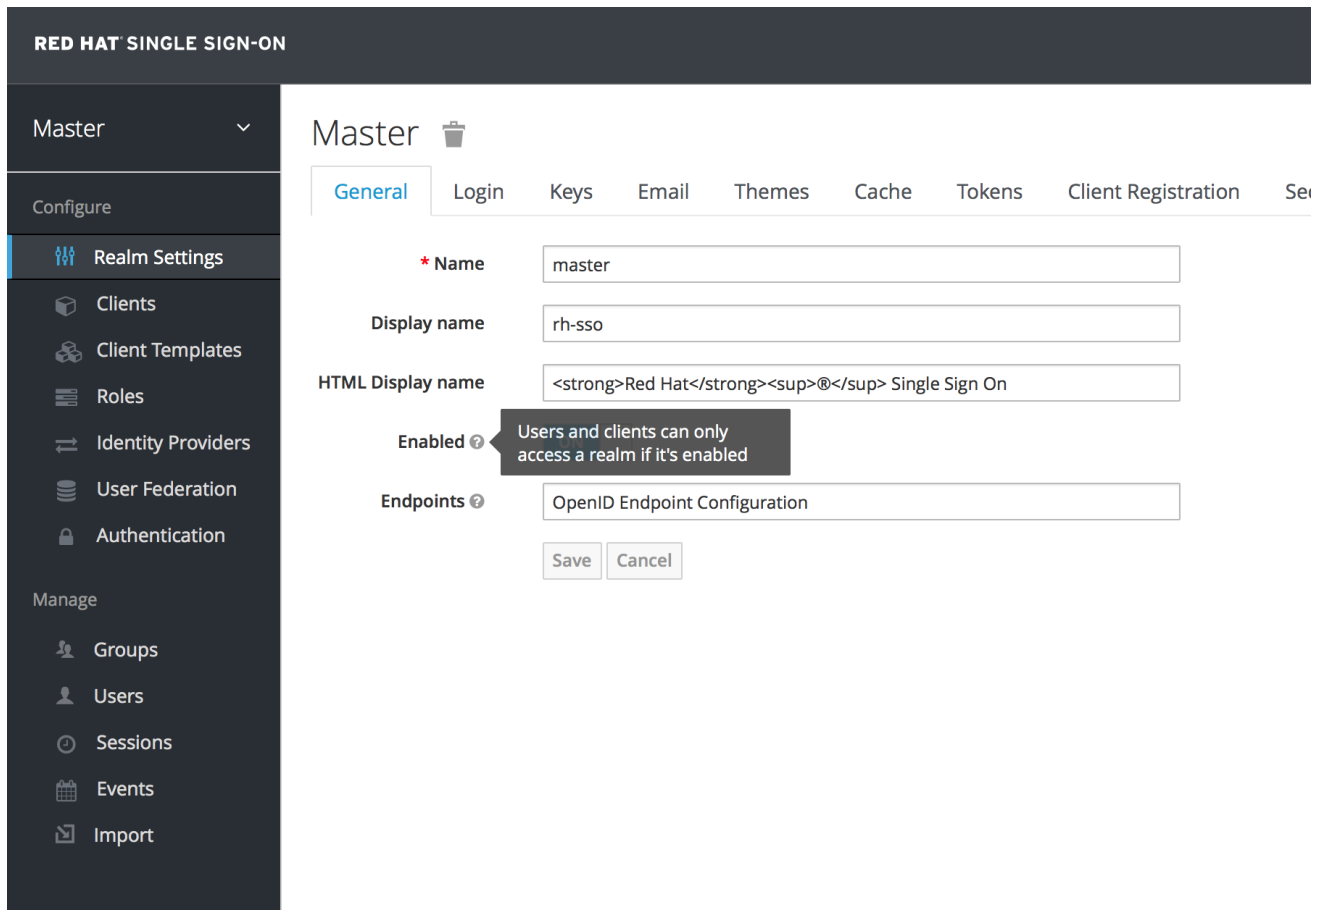 RED HAT® SINGLE SIGN-ON
Master
Configure
Realm Settings
Clients
Client Templates
Roles
Identity Providers
User Federation
Authentication
Manage
Groups
Users
Sessions
Events
Import
Master
General Login Keys Email Themes Cache Tokens Client Registration
* Name master
Display name rh-sso
HTML Display name <strong>Red Hat</strong><sup>®</sup> Single Sign On
Enabled
Users and clients can only
access a realm if it's enabled
Endpoints OpenID Endpoint Configuration
Save Cancel